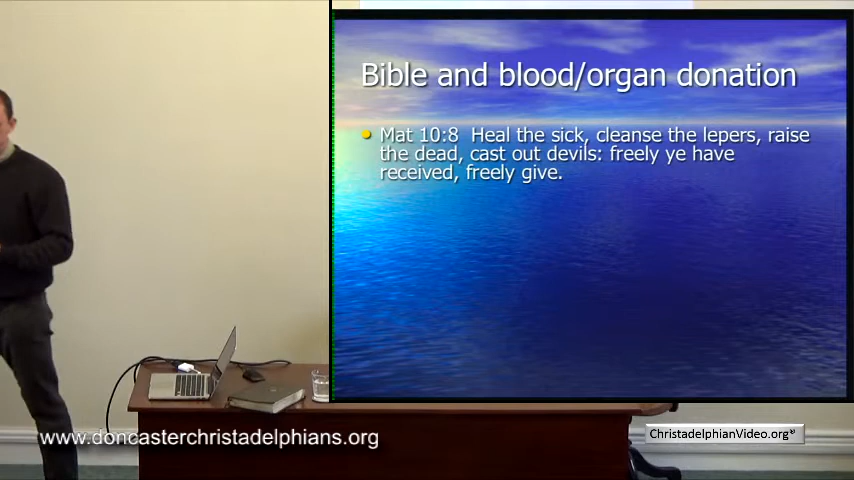 Bible and blood/organ donation
Mat 10:8 Heal the sick, cleanse the lepers, raise
the dead, cast out devils: freely ye have
received, freely give.
www.doncasterchristadelphians.org
ChristadelphianVideo.org®